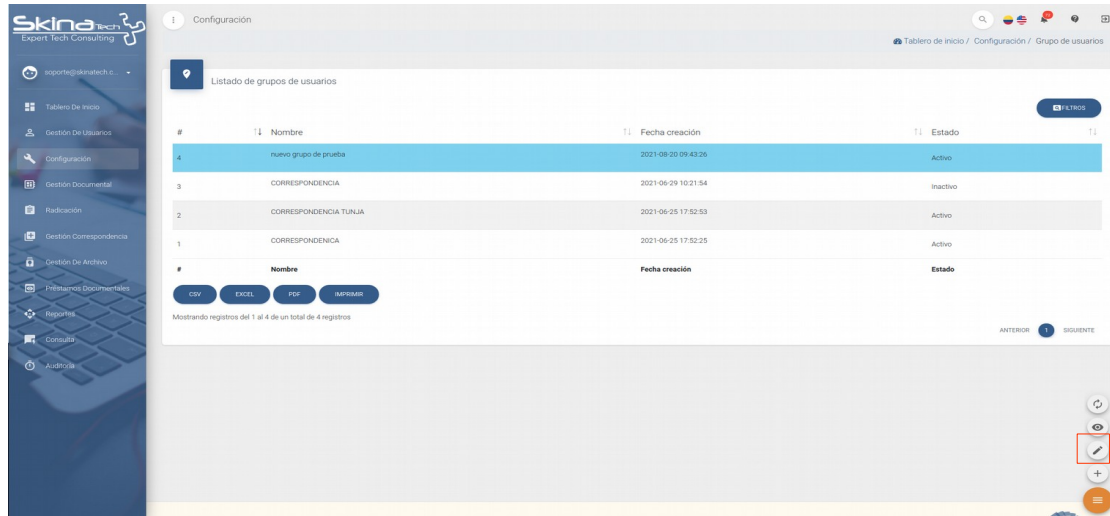 SkinaTech
Expert Tech Consulting
Configuración
Tablero de inicio / Configuración / Grupo de usuarios
soporte@skinatech.c...
Tablero De Inicio
Gestión De Usuarios
Configuración
Gestión Documental
Radicación
Gestión Correspondencia
Gestión De Archivo
Préstamos Documentales
Reportes
Consulta
Auditoria
Listado de grupos de usuarios
FILTROS
# Nombre Fecha creación Estado
4 nuevo grupo de prueba 2021-08-20 09:43:26 Activo
3 CORRESPONDENCIA 2021-06-29 10:21:54 Inactivo
2 CORRESPONDENCIA TUNJA 2021-06-25 17:52:53 Activo
1 CORRESPONDENICA 2021-06-25 17:52:25 Activo
# Nombre Fecha creación Estado
CSV EXCEL PDF IMPRIMIR
Mostrando registros del 1 al 4 de un total de 4 registros
ANTERIOR 1 SIGUIENTE